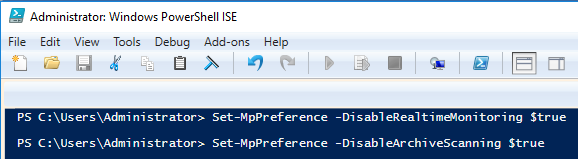 Administrator: Windows PowerShell ISE
File Edit View Tools Debug Add-ons Help
PS C:\Users\Administrator> Set-MpPreference -DisableRealtimeMonitoring $true
PS C:\Users\Administrator> Set-MpPreference -DisableArchiveScanning $true